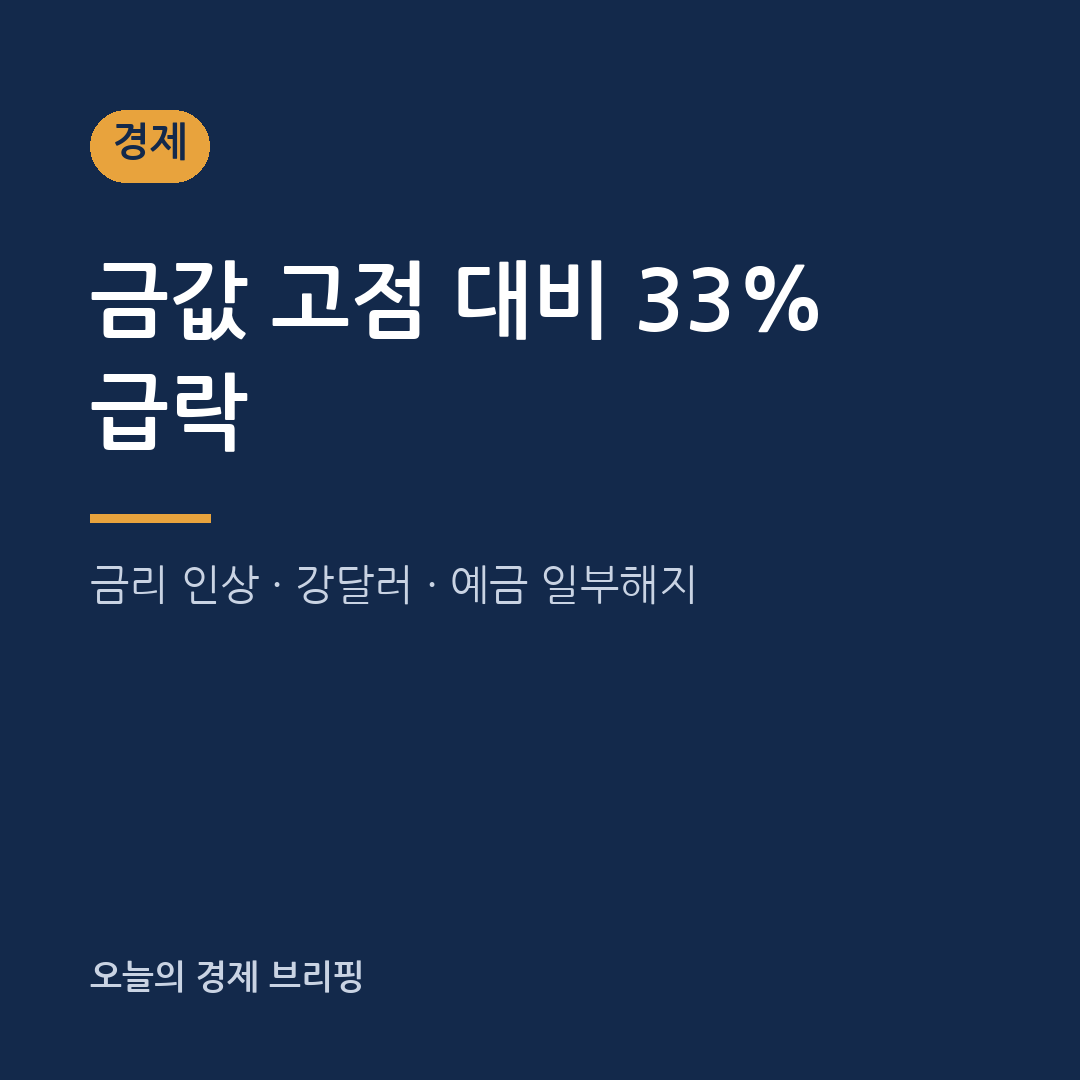 경제
금값 고점 대비 33%
급락
금리 인상 · 강달러 · 예금 일부해지
오늘의 경제 브리핑